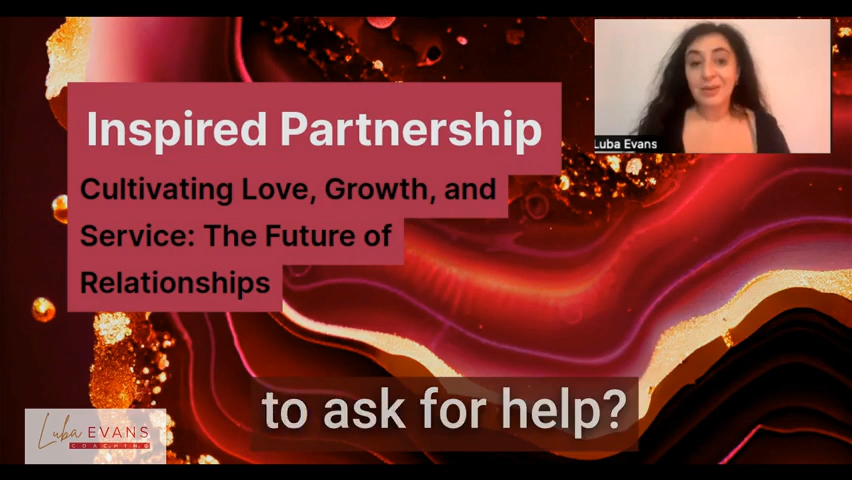 Inspired Partnership
Cultivating Love, Growth, and
Service: The Future of
Relationships
Luba Evans
to ask for help?
Luba EVANS
COACHING